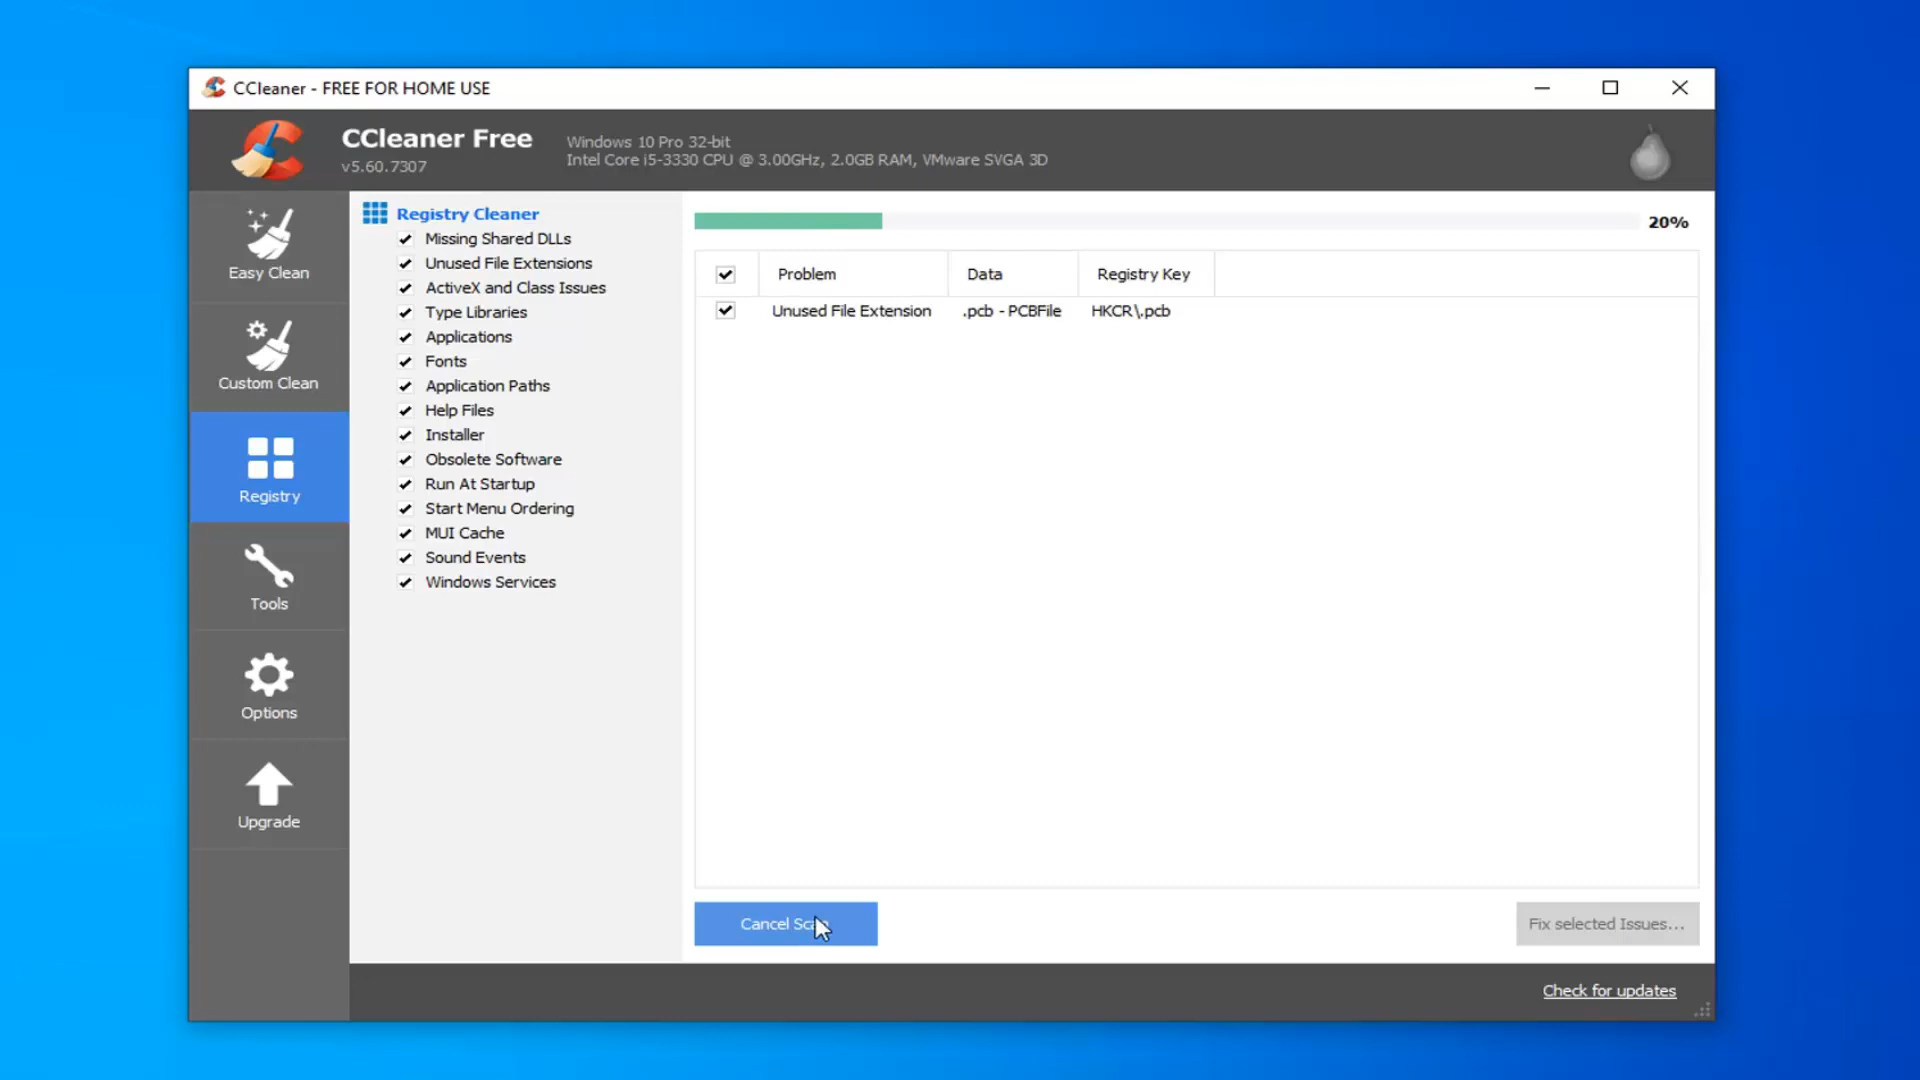 CCleaner - FREE FOR HOME USE
CCleaner Free
v5.60.7307
Windows 10 Pro 32-bit
Intel Core i5-3330 CPU @ 3.00GHz, 2.0GB RAM, VMware SVGA 3D
Easy Clean
Custom Clean
Registry
Tools
Options
Upgrade
Registry Cleaner
Missing Shared DLLs
Unused File Extensions
ActiveX and Class Issues
Type Libraries
Applications
Fonts
Application Paths
Help Files
Installer
Obsolete Software
Run At Startup
Start Menu Ordering
MUI Cache
Sound Events
Windows Services
20%
Problem Data Registry Key
Unused File Extension .pcb - PCBFile HKCR\.pcb
Cancel
Fix selected Issues...
Check for updates